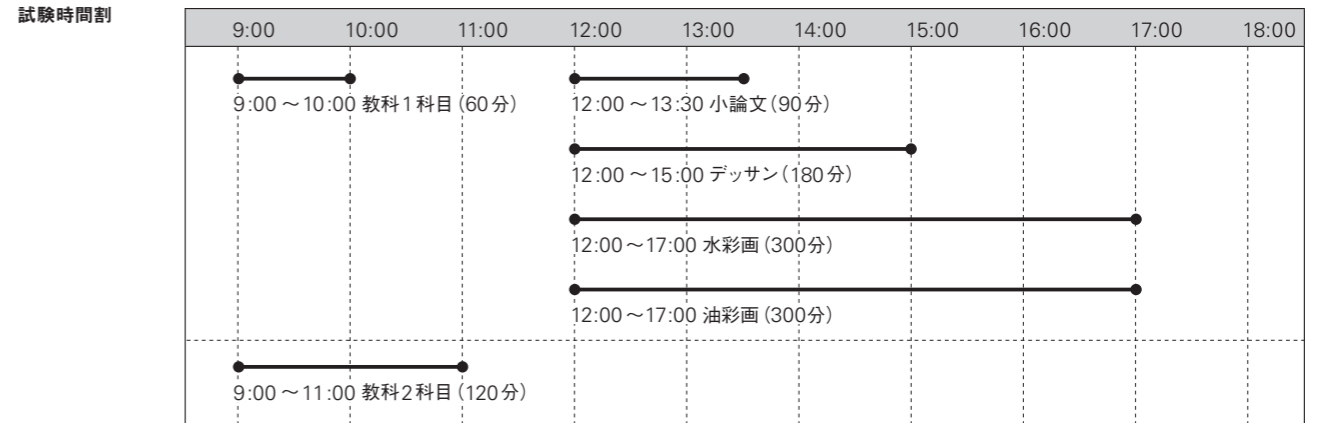 試験時間割
9:00 10:00 11:00 12:00 13:00 14:00 15:00 16:00 17:00 18:00
9:00～10:00 教科1科目（60分） 12:00～13:30 小論文（90分）
12:00～15:00 デッサン（180分）
12:00～17:00 水彩画（300分）
12:00～17:00 油彩画（300分）
9:00～11:00 教科2科目（120分）